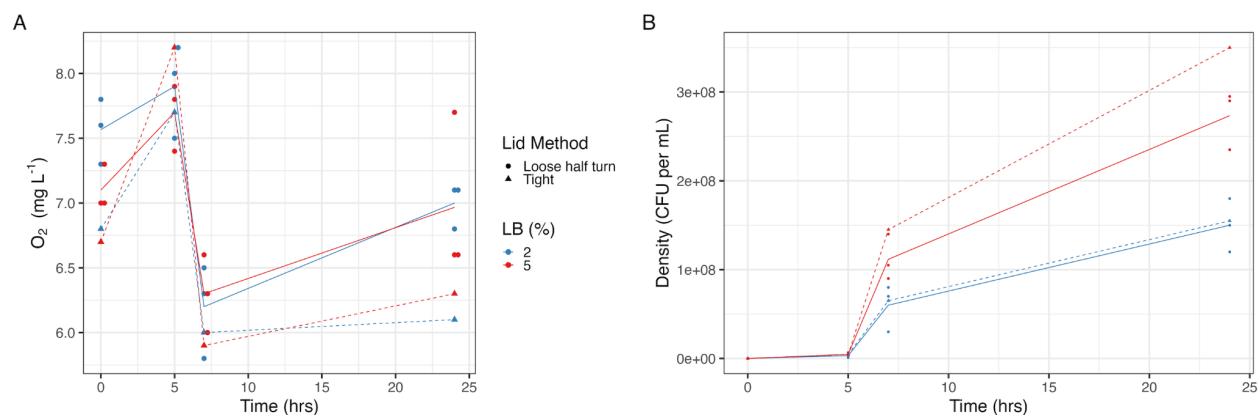 A
8.0
7.5
7.0
6.5
6.0
O₂ (mg L⁻¹)
0 5 10 15 20 25
Time (hrs)
Lid Method
Loose half turn
Tight
LB (%)
2
5
B
3e+08
2e+08
1e+08
0e+00
Density (CFU per mL)
0 5 10 15 20 25
Time (hrs)